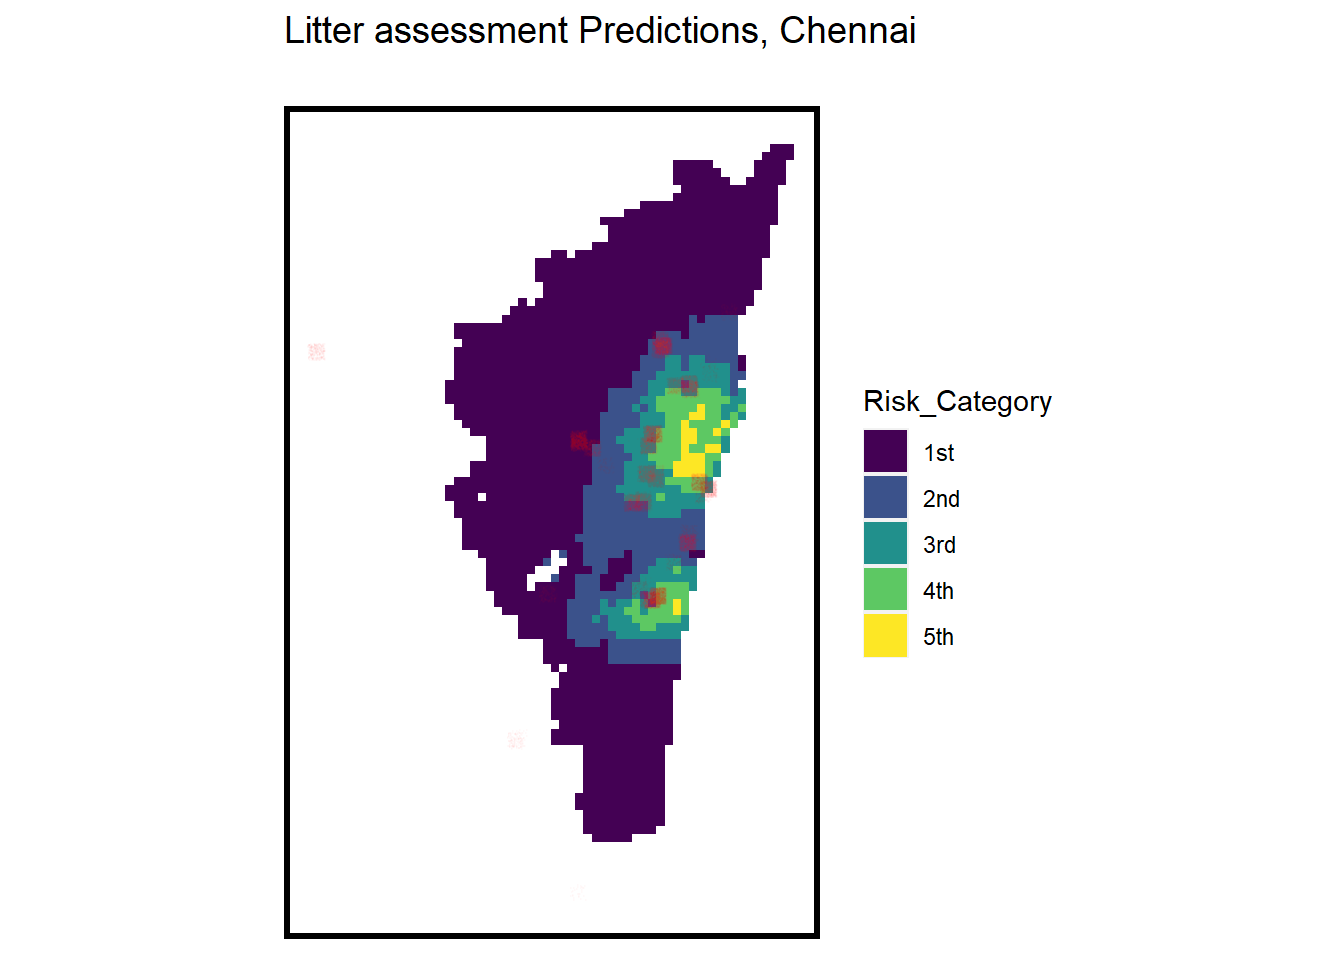 Litter assessment Predictions, Chennai
Risk_Category
1st
2nd
3rd
4th
5th